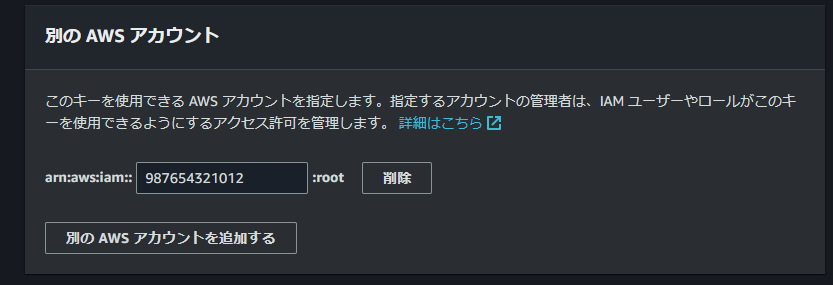 別の AWS アカウント
このキーを使用できる AWS アカウントを指定します。指定するアカウントの管理者は、IAM ユーザーやロールがこのキ
ーを使用できるようにするアクセス許可を管理します。 詳細はこちら
arn:aws:iam:: 987654321012 :root 削除
別の AWS アカウントを追加する